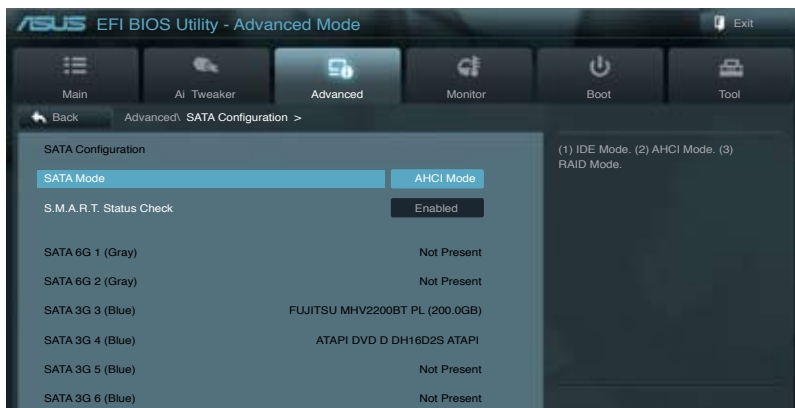 ASUS EFI BIOS Utility - Advanced Mode
Exit
Main
Ai Tweaker
Advanced
Monitor
Boot
Tool
Back
Advanced\ SATA Configuration >
SATA Configuration
SATA Mode AHCI Mode
S.M.A.R.T. Status Check Enabled
SATA 6G 1 (Gray) Not Present
SATA 6G 2 (Gray) Not Present
SATA 3G 3 (Blue) FUJITSU MHV2200BT PL (200.0GB)
SATA 3G 4 (Blue) ATAPI DVD D DH16D2S ATAPI
SATA 3G 5 (Blue) Not Present
SATA 3G 6 (Blue) Not Present
(1) IDE Mode. (2) AHCI Mode. (3)
RAID Mode.